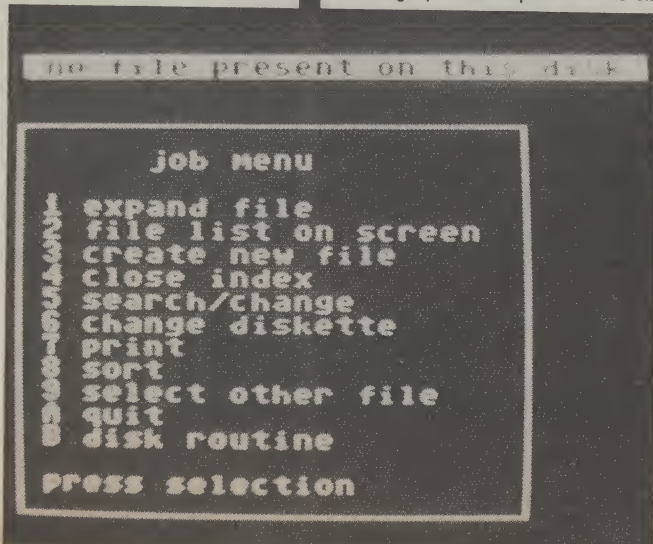 no file present on this disk
job menu
1 expand file
2 file list on screen
3 create new file
4 close index
5 search/change
6 change diskette
7 print
8 sort
9 select other file
A quit
B disk routine
press selection